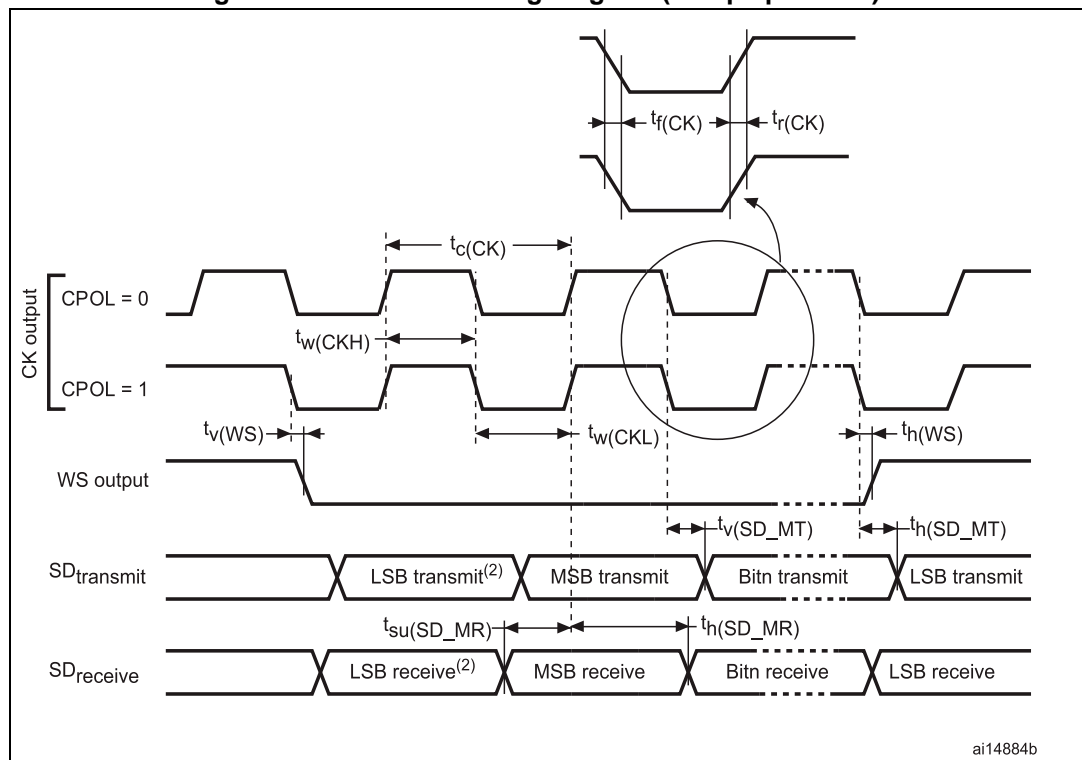 tf(CK)
tr(CK)
tc(CK)
CK output
CPOL = 0
tw(CKH)
CPOL = 1
tv(WS)
tw(CKL)
th(WS)
WS output
tv(SD_MT)
th(SD_MT)
SDtransmit
LSB transmit(2)
MSB transmit
Bitn transmit
LSB transmit
tsu(SD_MR)
th(SD_MR)
SDreceive
LSB receive(2)
MSB receive
Bitn receive
LSB receive
ai14884b